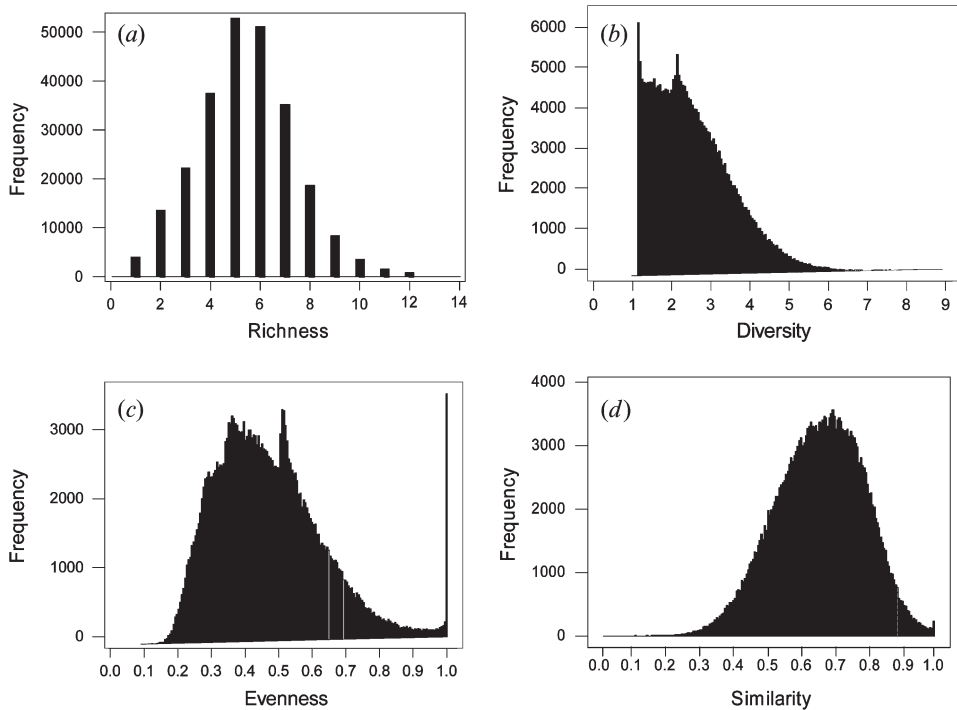 (a)
Frequency
50000
40000
30000
20000
10000
0
0 2 4 6 8 10 12 14
Richness
(b)
Frequency
6000
5000
4000
3000
2000
1000
0
0 1 2 3 4 5 6 7 8 9
Diversity
(c)
Frequency
3000
2000
1000
0
0.0 0.1 0.2 0.3 0.4 0.5 0.6 0.7 0.8 0.9 1.0
Evenness
(d)
Frequency
4000
3000
2000
1000
0
0.0 0.1 0.2 0.3 0.4 0.5 0.6 0.7 0.8 0.9 1.0
Similarity